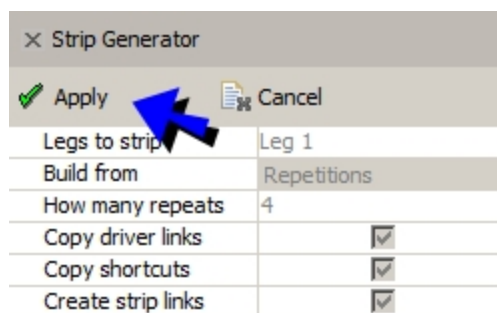 Strip Generator
Apply Cancel
Legs to strip Leg 1
Build from Repetitions
How many repeats 4
Copy driver links
Copy shortcuts
Create strip links